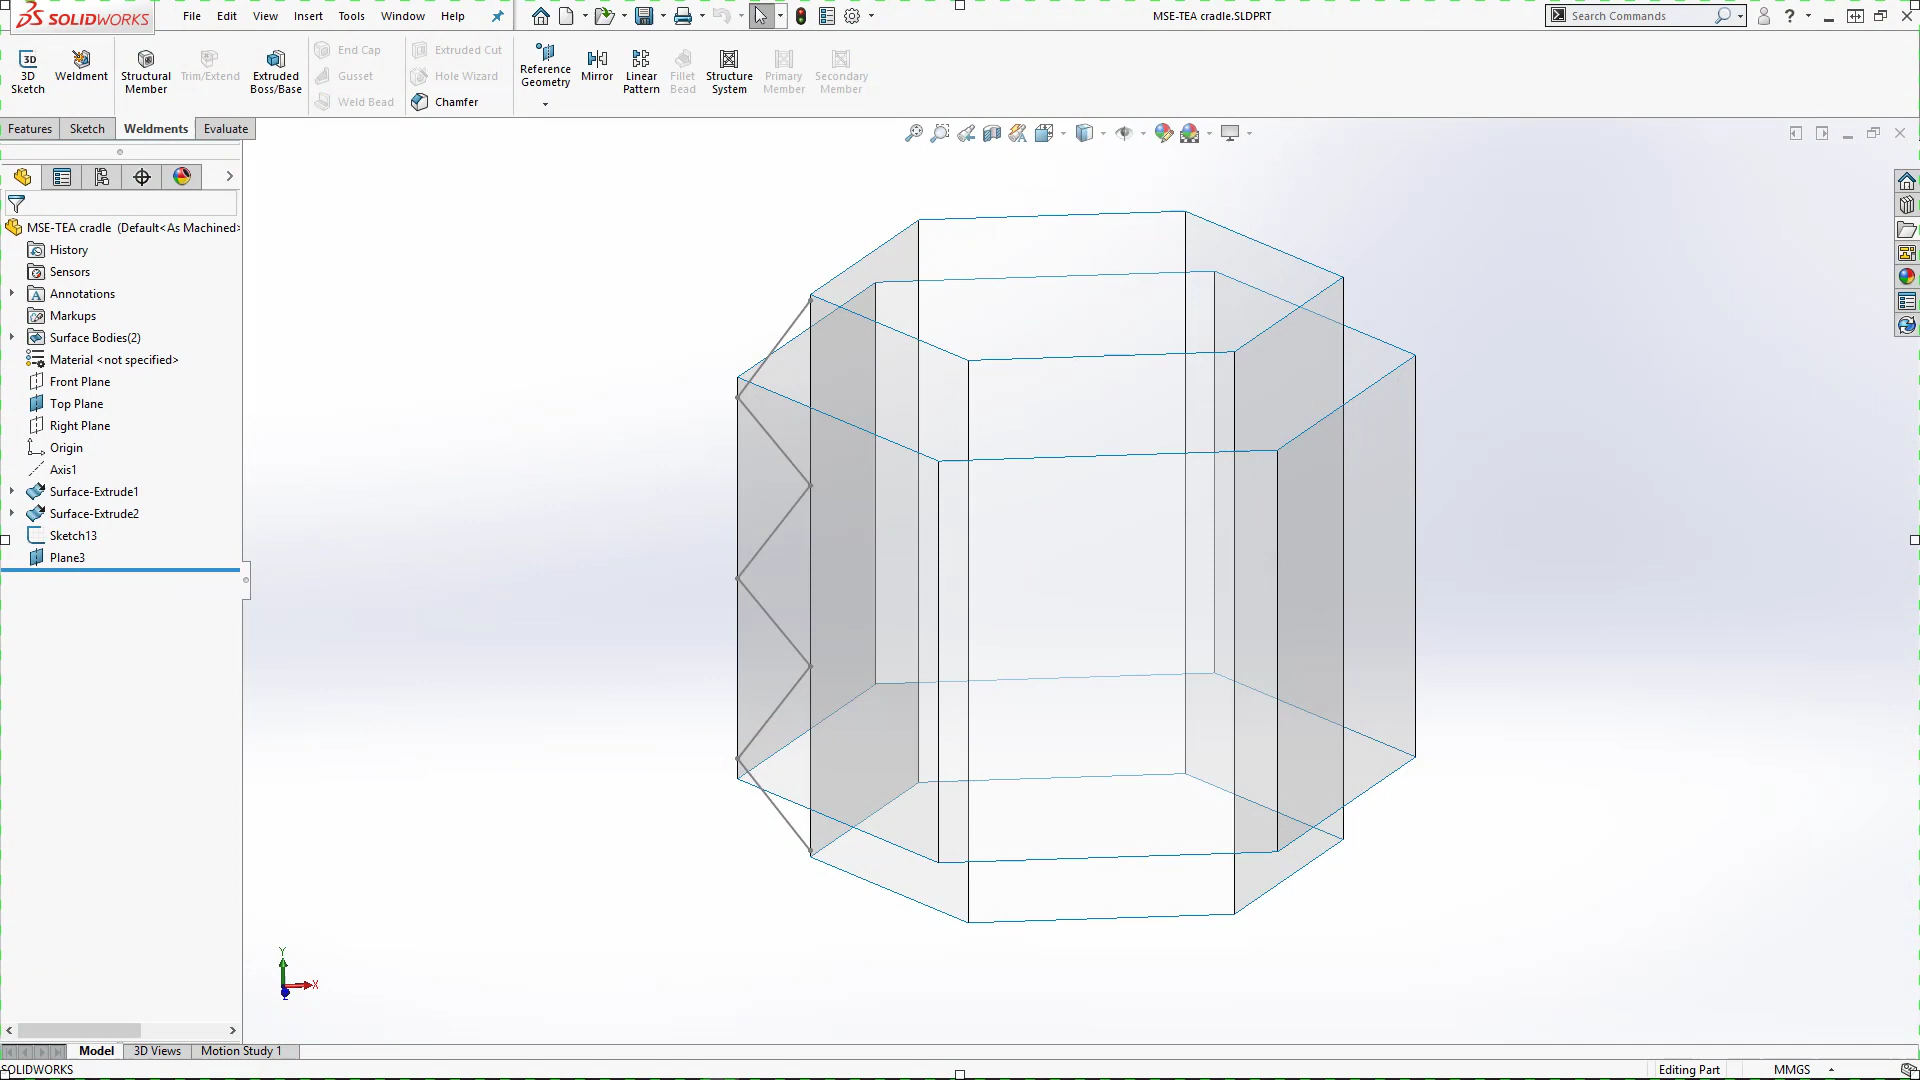 SOLIDWORKS File Edit View Insert Tools Window Help MSE-TEA cradle.SLDPRT Search Commands
3D Sketch
Weldment
Structural Member
Trim/Extend
Extruded Boss/Base
End Cap
Gusset
Weld Bead
Extruded Cut
Hole Wizard
Chamfer
Reference Geometry
Mirror
Linear Pattern
Fillet Bead
Structure System
Primary Member
Secondary Member
Features Sketch Weldments Evaluate
MSE-TEA cradle (Default<As Machined>
History
Sensors
Annotations
Markups
Surface Bodies(2)
Material <not specified>
Front Plane
Top Plane
Right Plane
Origin
Axis1
Surface-Extrude1
Surface-Extrude2
Sketch13
Plane3
Y
X
Z
Model 3D Views Motion Study 1
SOLIDWORKS Editing Part MMGS